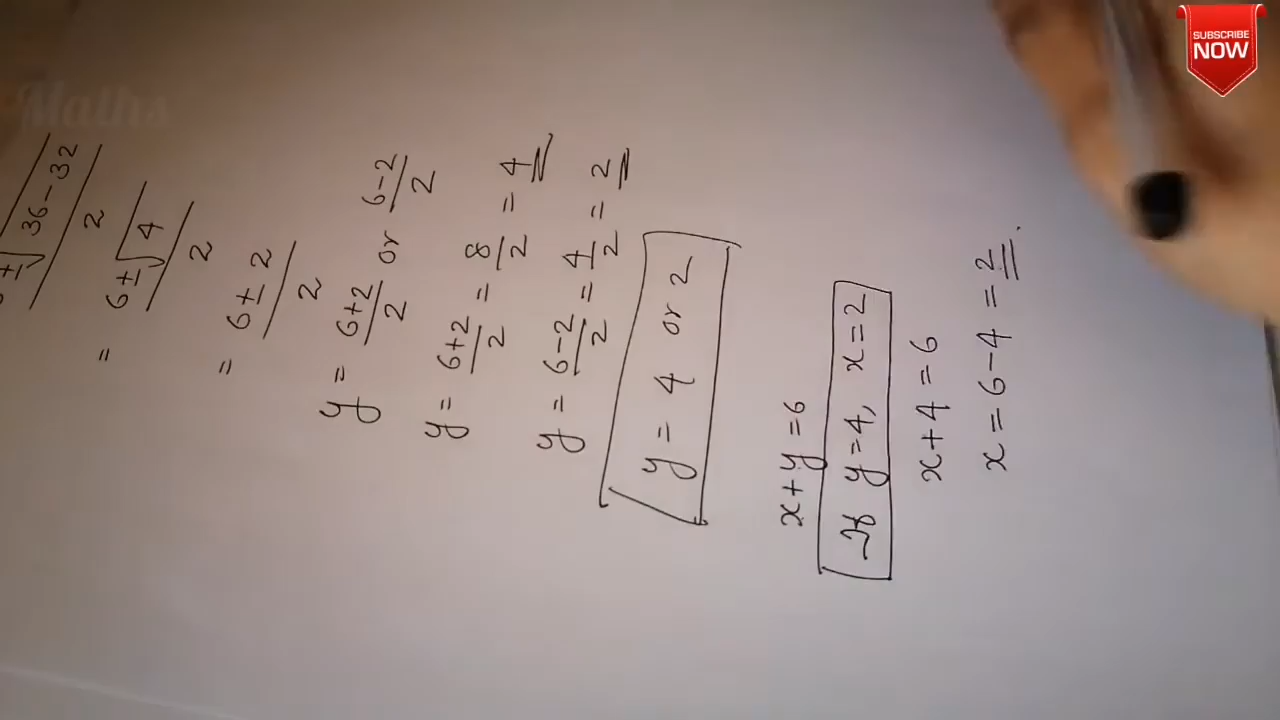 Maths
SUBSCRIBE
NOW
± √36-32 / 2
= 6±√4 / 2
= 6±2 / 2
y = 6+2/2 or 6-2/2
y = 6+2/2 = 8/2 = 4
y = 6-2/2 = 4/2 = 2
y = 4 or 2
x+y=6
If y=4, x=2
x+4=6
x=6-4=2.